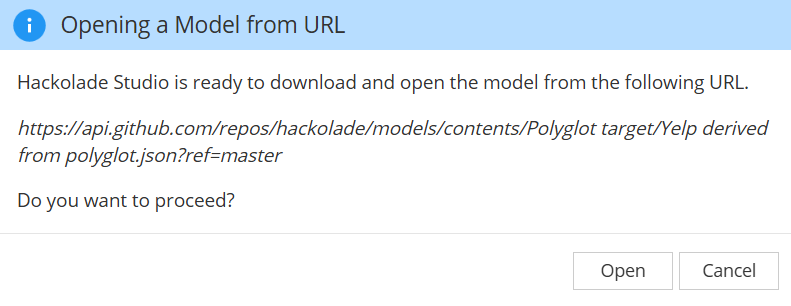 Opening a Model from URL
Hackolade Studio is ready to download and open the model from the following URL.
https://api.github.com/repos/hackolade/models/contents/Polyglot target/Yelp derived
from polyglot.json?ref=master
Do you want to proceed?
Open Cancel